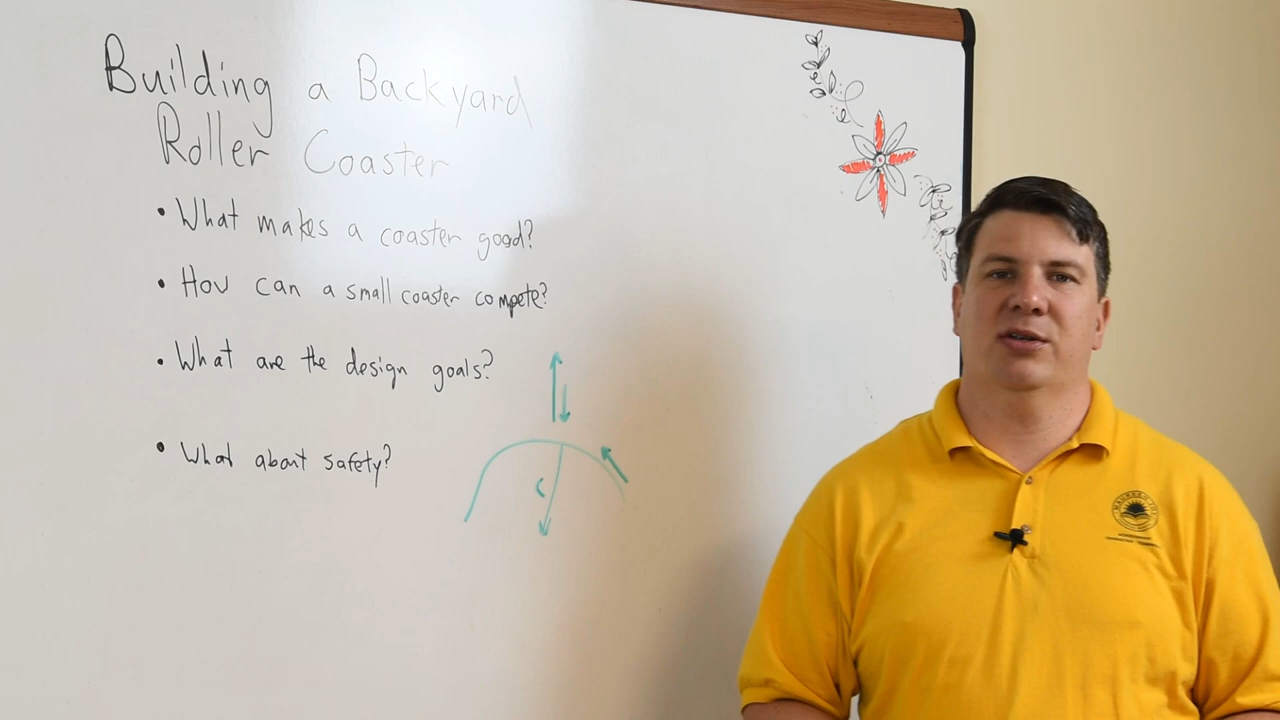 Building a Backyard
Roller Coaster
• What makes a coaster good?
• How can a small coaster compete?
• What are the design goals?
• What about safety?